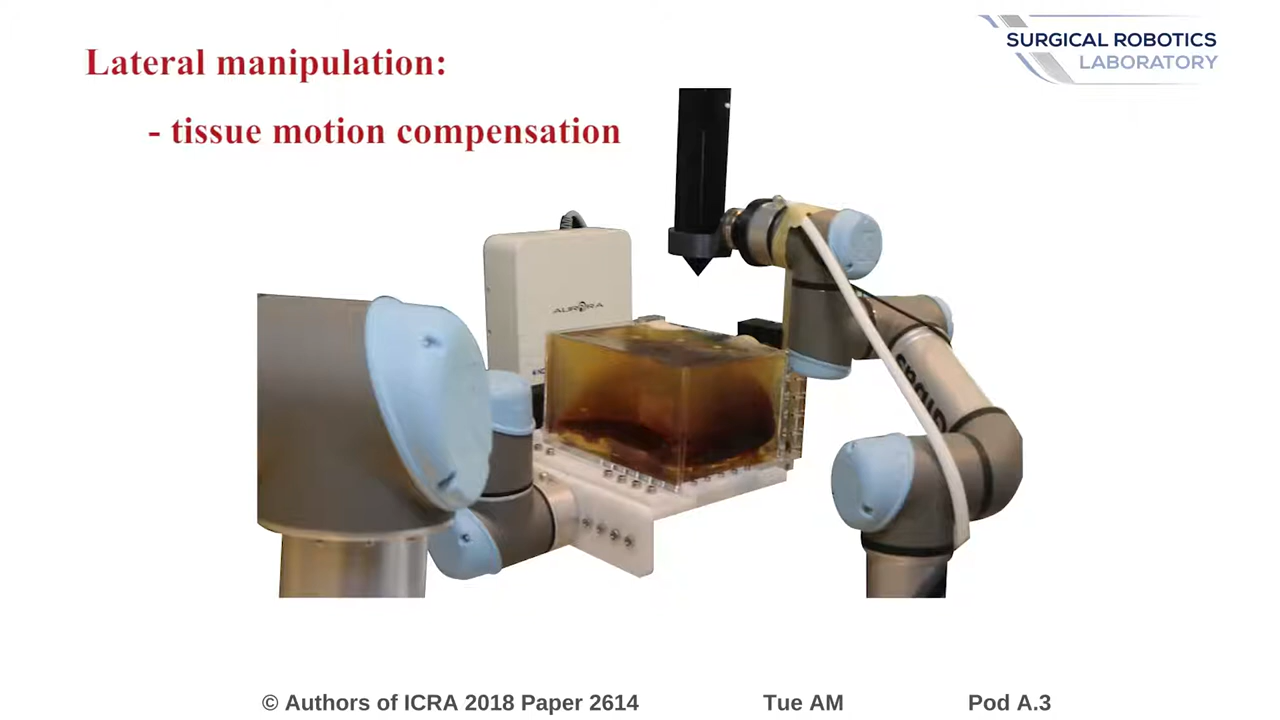 SURGICAL ROBOTICS
LABORATORY
Lateral manipulation:
- tissue motion compensation
AURORA
© Authors of ICRA 2018 Paper 2614 Tue AM Pod A.3